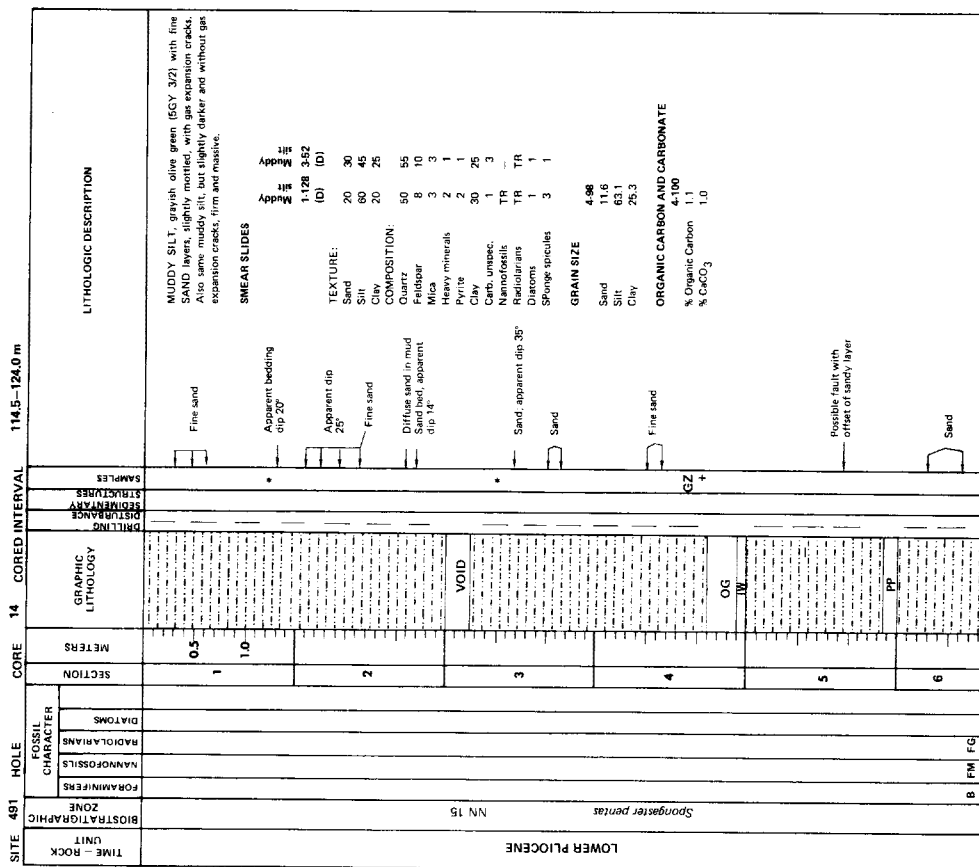 SITE 491 HOLE CORE 14 CORED INTERVAL 114.5–124.0 m
TIME – ROCK
UNIT
BIOSTRATIGRAPHIC
ZONE
FOSSIL
CHARACTER
FORAMINIFERS
NANNOFOSSILS
RADIOLARIANS
DIATOMS
SECTION
METERS
GRAPHIC
LITHOLOGY
DRILLING
DISTURBANCE
SEDIMENTARY
STRUCTURES
SAMPLES
LITHOLOGIC DESCRIPTION
LOWER PLIOCENE
NN 15
Spongaster pentas
B FM FG
1
2
3
4
5
6
0.5
1.0
VOID
OG
IW
PP
*
*
GZ
+
Fine sand
Apparent bedding
dip 20°
Apparent dip
25°
Fine sand
Diffuse sand in mud
Sand bed, apparent
dip 14°
Sand, apparent dip 35°
Sand
Fine sand
Possible fault with
offset of sandy layer
Sand
MUDDY SILT, grayish olive green (5GY 3/2) with fine
SAND layers, slightly mottled, with gas expansion cracks.
Also same muddy silt, but slightly darker and without gas
expansion cracks, firm and massive.
SMEAR SLIDES
Muddy silt Muddy silt
1-128 3-52
(D) (D)
TEXTURE:
Sand 20 30
Silt 60 45
Clay 20 25
COMPOSITION:
Quartz 50 55
Feldspar 8 10
Mica 3 3
Heavy minerals 2 1
Pyrite 2 1
Clay 30 25
Carb. unspec. 1 3
Nannofossils TR –
Radiolarians TR TR
Diatoms 1 1
SPonge spicules 3 1
GRAIN SIZE
4-98
Sand 11.6
Silt 63.1
Clay 25.3
ORGANIC CARBON AND CARBONATE
4-100
% Organic Carbon 1.1
% CaCO3 1.0